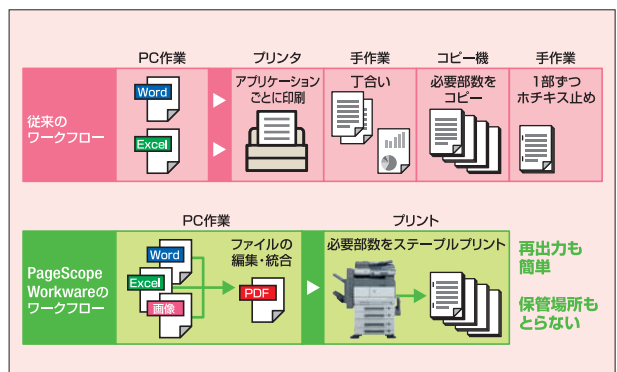 PC作業
プリンタ
手作業
コピー機
手作業
従来の
ワークフロー
Word
Excel
アプリケーション
ごとに印刷
丁合い
必要部数を
コピー
1部ずつ
ホチキス止め
PC作業
プリント
PageScope
Workwareの
ワークフロー
Word
Excel
画像
ファイルの
編集・統合
PDF
必要部数をステープルプリント
再出力も
簡単
保管場所も
とらない